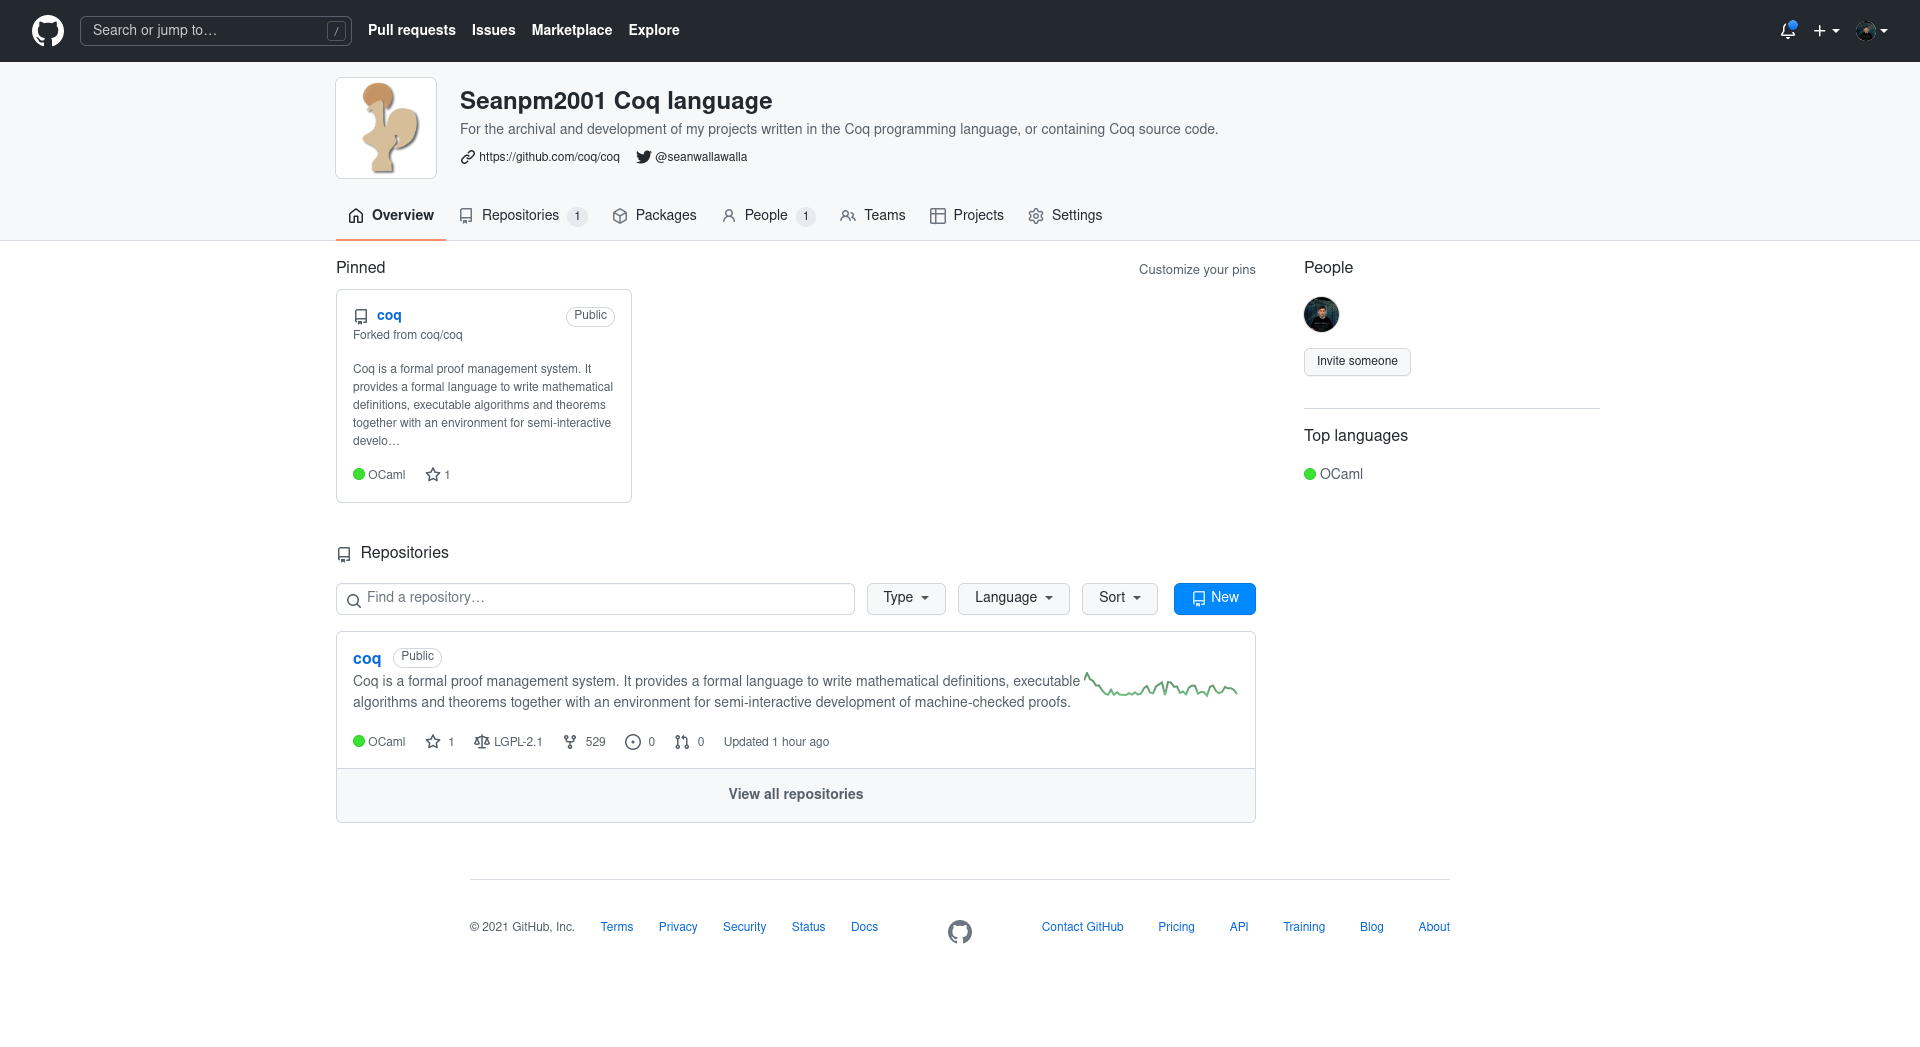 Search or jump to… /
Pull requests
Issues
Marketplace
Explore
Seanpm2001 Coq language
For the archival and development of my projects written in the Coq programming language, or containing Coq source code.
https://github.com/coq/coq @seanwallawalla
Overview
Repositories 1
Packages
People 1
Teams
Projects
Settings
Pinned
Customize your pins
coq Public
Forked from coq/coq
Coq is a formal proof management system. It
provides a formal language to write mathematical
definitions, executable algorithms and theorems
together with an environment for semi-interactive
develo…
OCaml 1
People
Invite someone
Top languages
OCaml
Repositories
Find a repository…
Type
Language
Sort
New
coq Public
Coq is a formal proof management system. It provides a formal language to write mathematical definitions, executable
algorithms and theorems together with an environment for semi-interactive development of machine-checked proofs.
OCaml 1 LGPL-2.1 529 0 0 Updated 1 hour ago
View all repositories
© 2021 GitHub, Inc.
Terms
Privacy
Security
Status
Docs
Contact GitHub
Pricing
API
Training
Blog
About